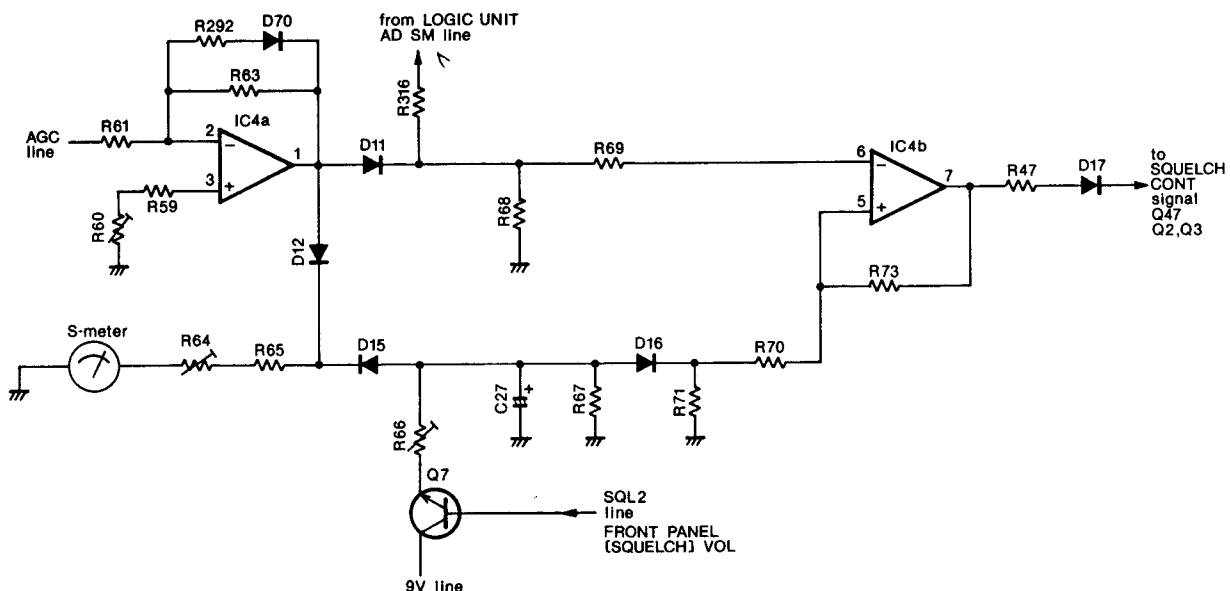 from LOGIC UNIT
AD SM line
R292
D70
R63
R316
R61
IC4a
AGC
line
2
1
3
D11
R69
6
IC4b
7
5
R47
D17
to
SQUELCH
CONT
signal
Q47
Q2,Q3
R59
R60
R68
D12
R73
S-meter
R64
R65
D15
D16
R70
C27
+
R67
R71
R66
Q7
SQL2
line
FRONT PANEL
[SQUELCH] VOL
9V line